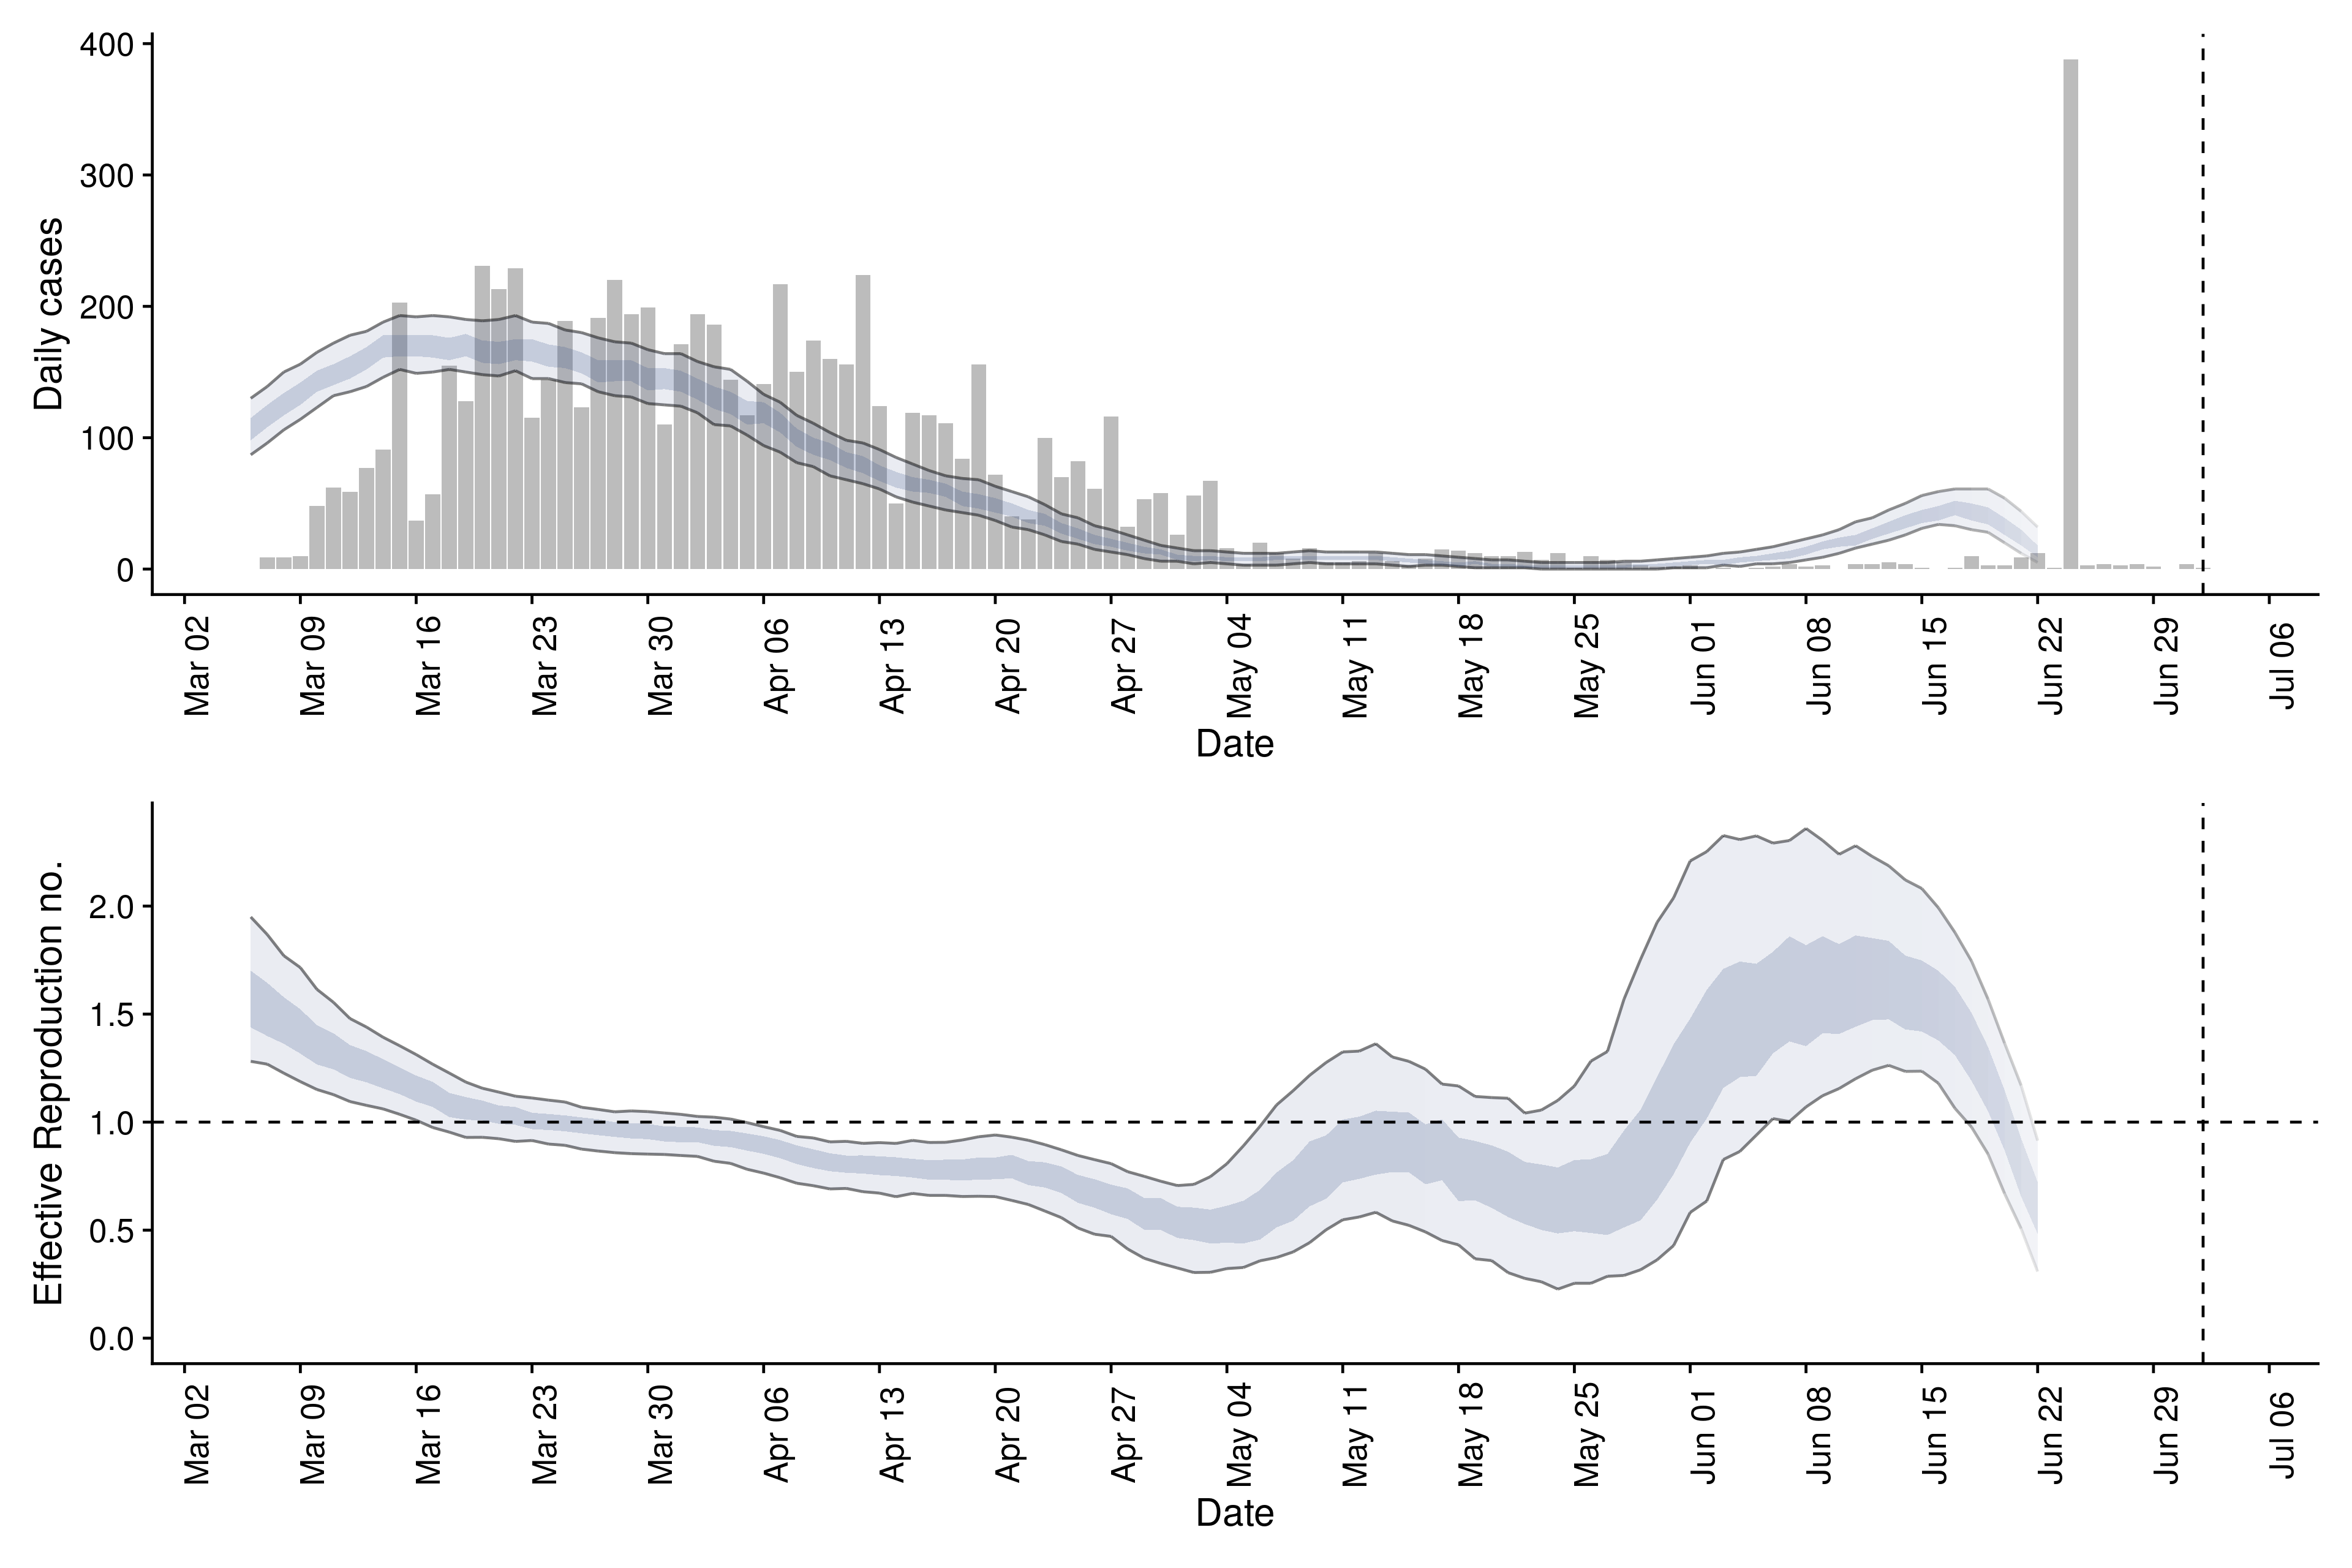 Daily cases
400
300
200
100
0
Mar 02
Mar 09
Mar 16
Mar 23
Mar 30
Apr 06
Apr 13
Apr 20
Apr 27
May 04
May 11
May 18
May 25
Jun 01
Jun 08
Jun 15
Jun 22
Jun 29
Jul 06
Date
Effective Reproduction no.
2.0
1.5
1.0
0.5
0.0
Mar 02
Mar 09
Mar 16
Mar 23
Mar 30
Apr 06
Apr 13
Apr 20
Apr 27
May 04
May 11
May 18
May 25
Jun 01
Jun 08
Jun 15
Jun 22
Jun 29
Jul 06
Date